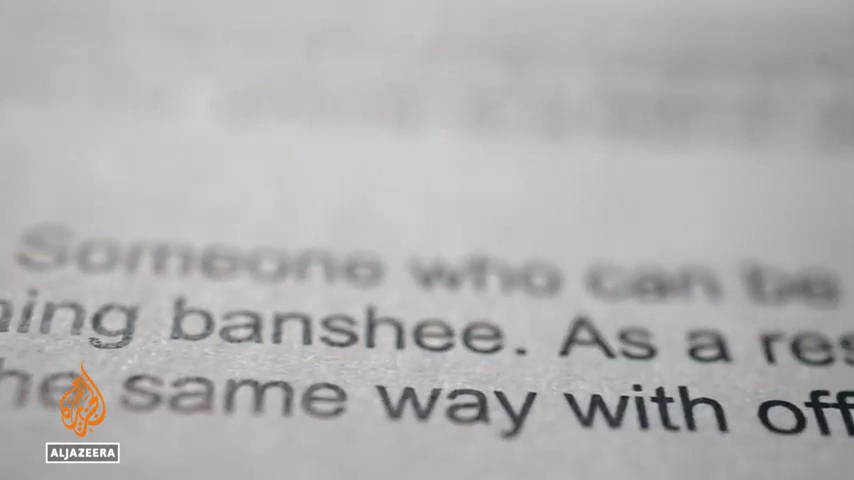 Someone who can be
ning banshee. As a res
he same way with off
ALJAZEERA